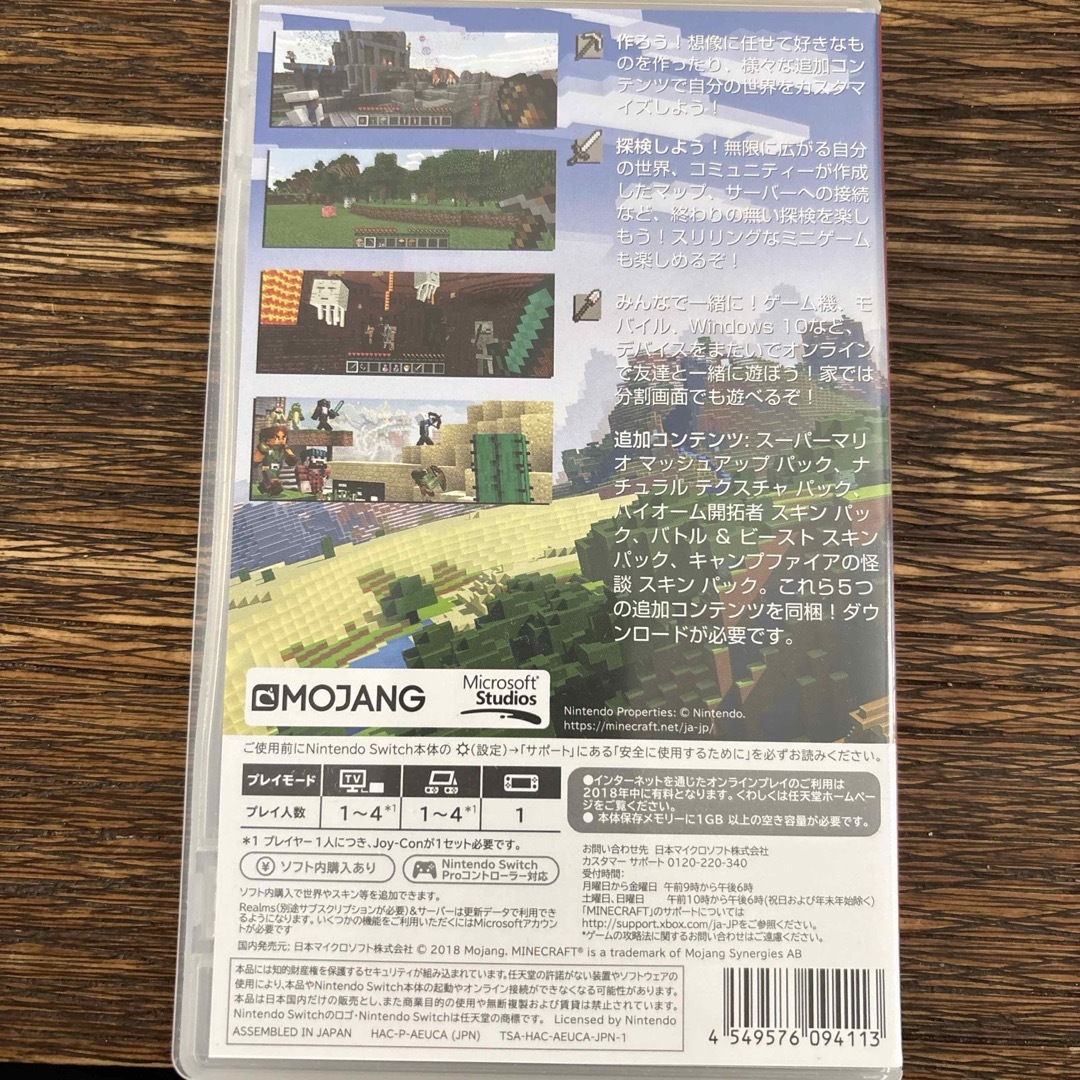 作ろう！想像に任せて好きなも
のを作ったり、様々な追加コン
テンツで自分の世界をカスタマ
イズしよう！
探検しよう！無限に広がる自分
の世界、コミュニティーが作成
したマップ、サーバーへの接続
など、終わりの無い探検を楽し
もう！スリリングなミニゲーム
も楽しめるぞ！
みんなで一緒に！ゲーム機、モ
バイル、Windows 10など、
デバイスをまたいでオンライン
で友達と一緒に遊ぼう！家では
分割画面でも遊べるぞ！
追加コンテンツ: スーパーマリ
オ マッシュアップ パック、ナ
チュラル テクスチャ パック、
バイオーム開拓者 スキン パッ
ク、バトル & ビースト スキン
パック、キャンプファイアの怪
談 スキン パック。これら5つ
の追加コンテンツを同梱！ダウ
ンロードが必要です。
MOJANG
Microsoft
Studios
Nintendo Properties: © Nintendo.
https://minecraft.net/ja-jp/
ご使用前にNintendo Switch本体の (設定)→「サポート」にある「安全に使用するために」を必ずお読みください。
プレイモード TV
プレイ人数 1〜4*1 1〜4*1 1
*1 プレイヤー 1人につき、Joy-Conが1セット必要です。
●インターネットを通じたオンラインプレイのご利用は
2018年中に有料となります。くわしくは任天堂ホームペー
ジをご覧ください。
● 本体保存メモリーに1GB 以上の空き容量が必要です。
¥ ソフト内購入あり
Nintendo Switch
Proコントローラー対応
ソフト内購入で世界やスキン等を追加できます。
Realms(別途サブスクリプションが必要)&サーバーは更新データで利用でき
るようになります。いくつかの機能をご利用いただくにはMicrosoftアカウン
トが必要です
お問い合わせ先 日本マイクロソフト株式会社
カスタマー サポート 0120-220-340
受付時間:
月曜日から金曜日 午前9時から午後6時
土曜日、日曜日 午前10時から午後6時(祝日および年末年始除く)
「MINECRAFT」のサポートについては
http://support.xbox.com/ja-JPをご参照ください。
*ゲームの攻略法に関するお問い合わせはご遠慮ください。
国内発売元: 日本マイクロソフト株式会社 © 2018 Mojang. MINECRAFT® is a trademark of Mojang Synergies AB
本品には知的財産権を保護するセキュリティが組み込まれています。任天堂の許諾がない装置やソフトウェアの
使用により、本品やNintendo Switch本体の起動やオンライン接続ができなくなる可能性があります。
本品は日本国内だけの販売とし、また商業目的の使用や無断複製および賃貸は禁止されています。
Nintendo Switchのロゴ・Nintendo Switchは任天堂の商標です。 Licensed by Nintendo
ASSEMBLED IN JAPAN HAC-P-AEUCA (JPN) TSA-HAC-AEUCA-JPN-1
4 549576 094113